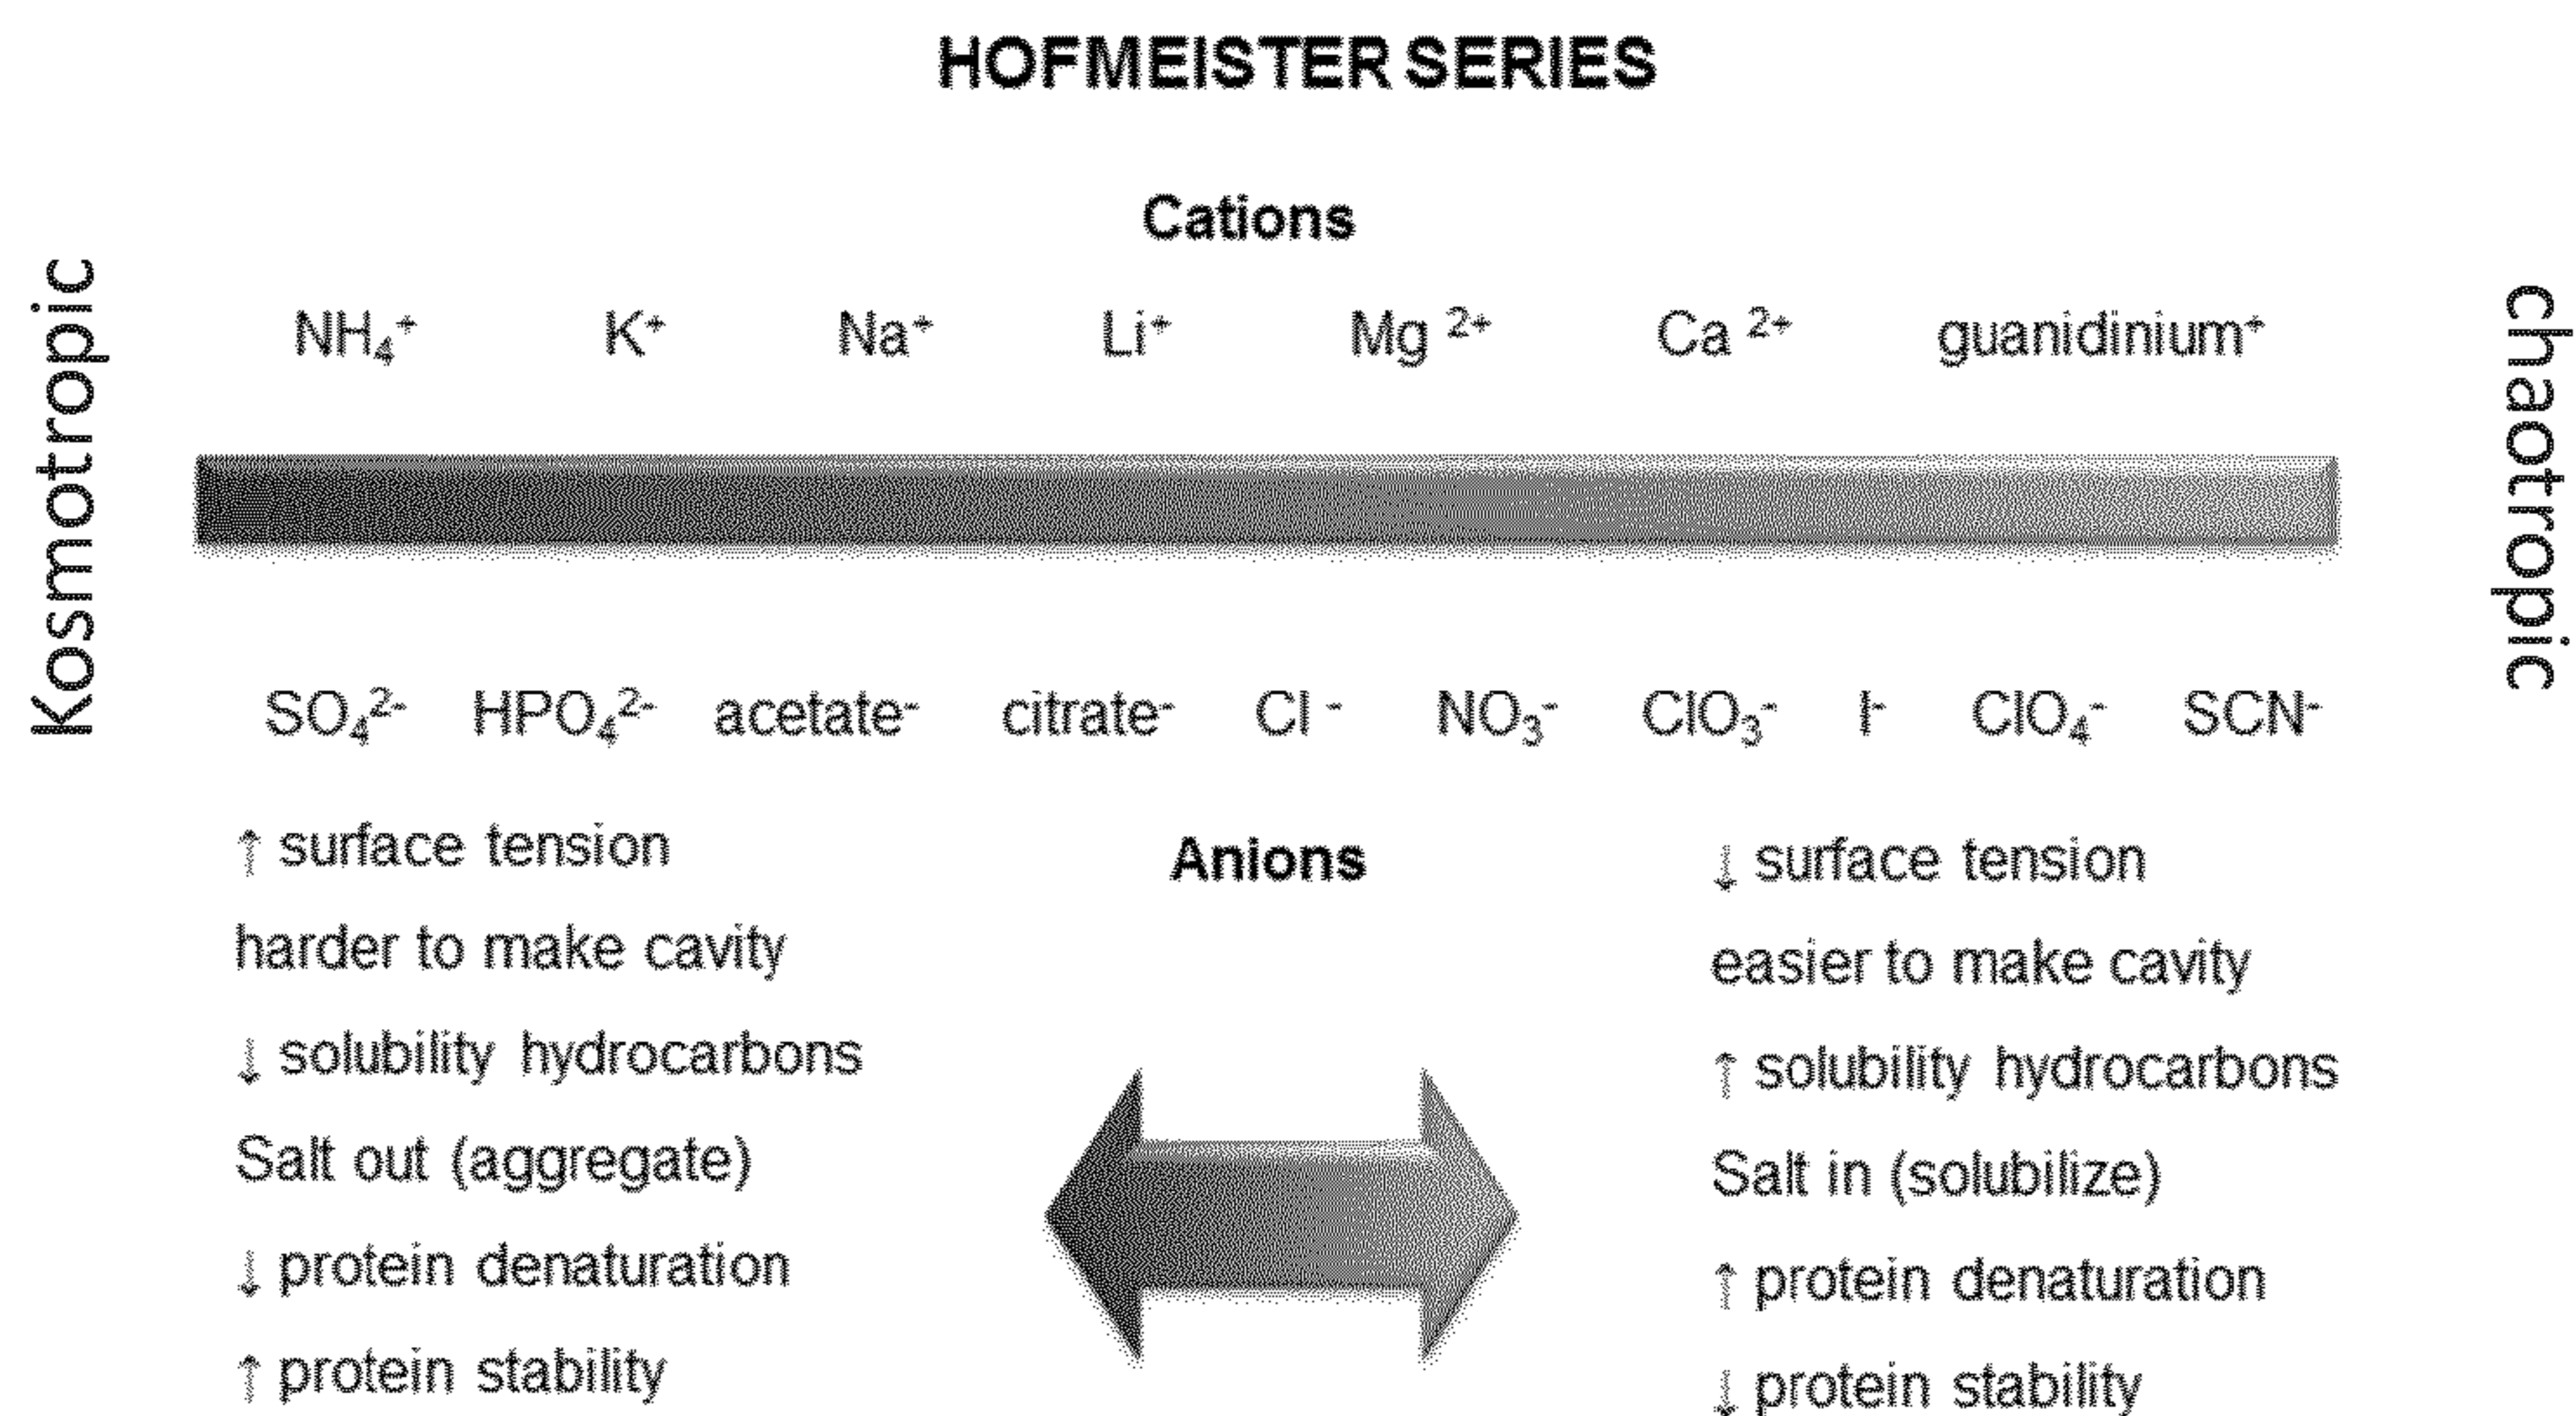 HOFMEISTER SERIES
Cations
Kosmotropic
NH₄⁺ K⁺ Na⁺ Li⁺ Mg ²⁺ Ca ²⁺ guanidinium⁺
chaotropic
SO₄²⁻ HPO₄²⁻ acetate⁻ citrate⁻ Cl ⁻ NO₃⁻ ClO₃⁻ I⁻ ClO₄⁻ SCN⁻
Anions
↑ surface tension
harder to make cavity
↓ solubility hydrocarbons
Salt out (aggregate)
↓ protein denaturation
↑ protein stability
↓ surface tension
easier to make cavity
↑ solubility hydrocarbons
Salt in (solubilize)
↑ protein denaturation
↓ protein stability